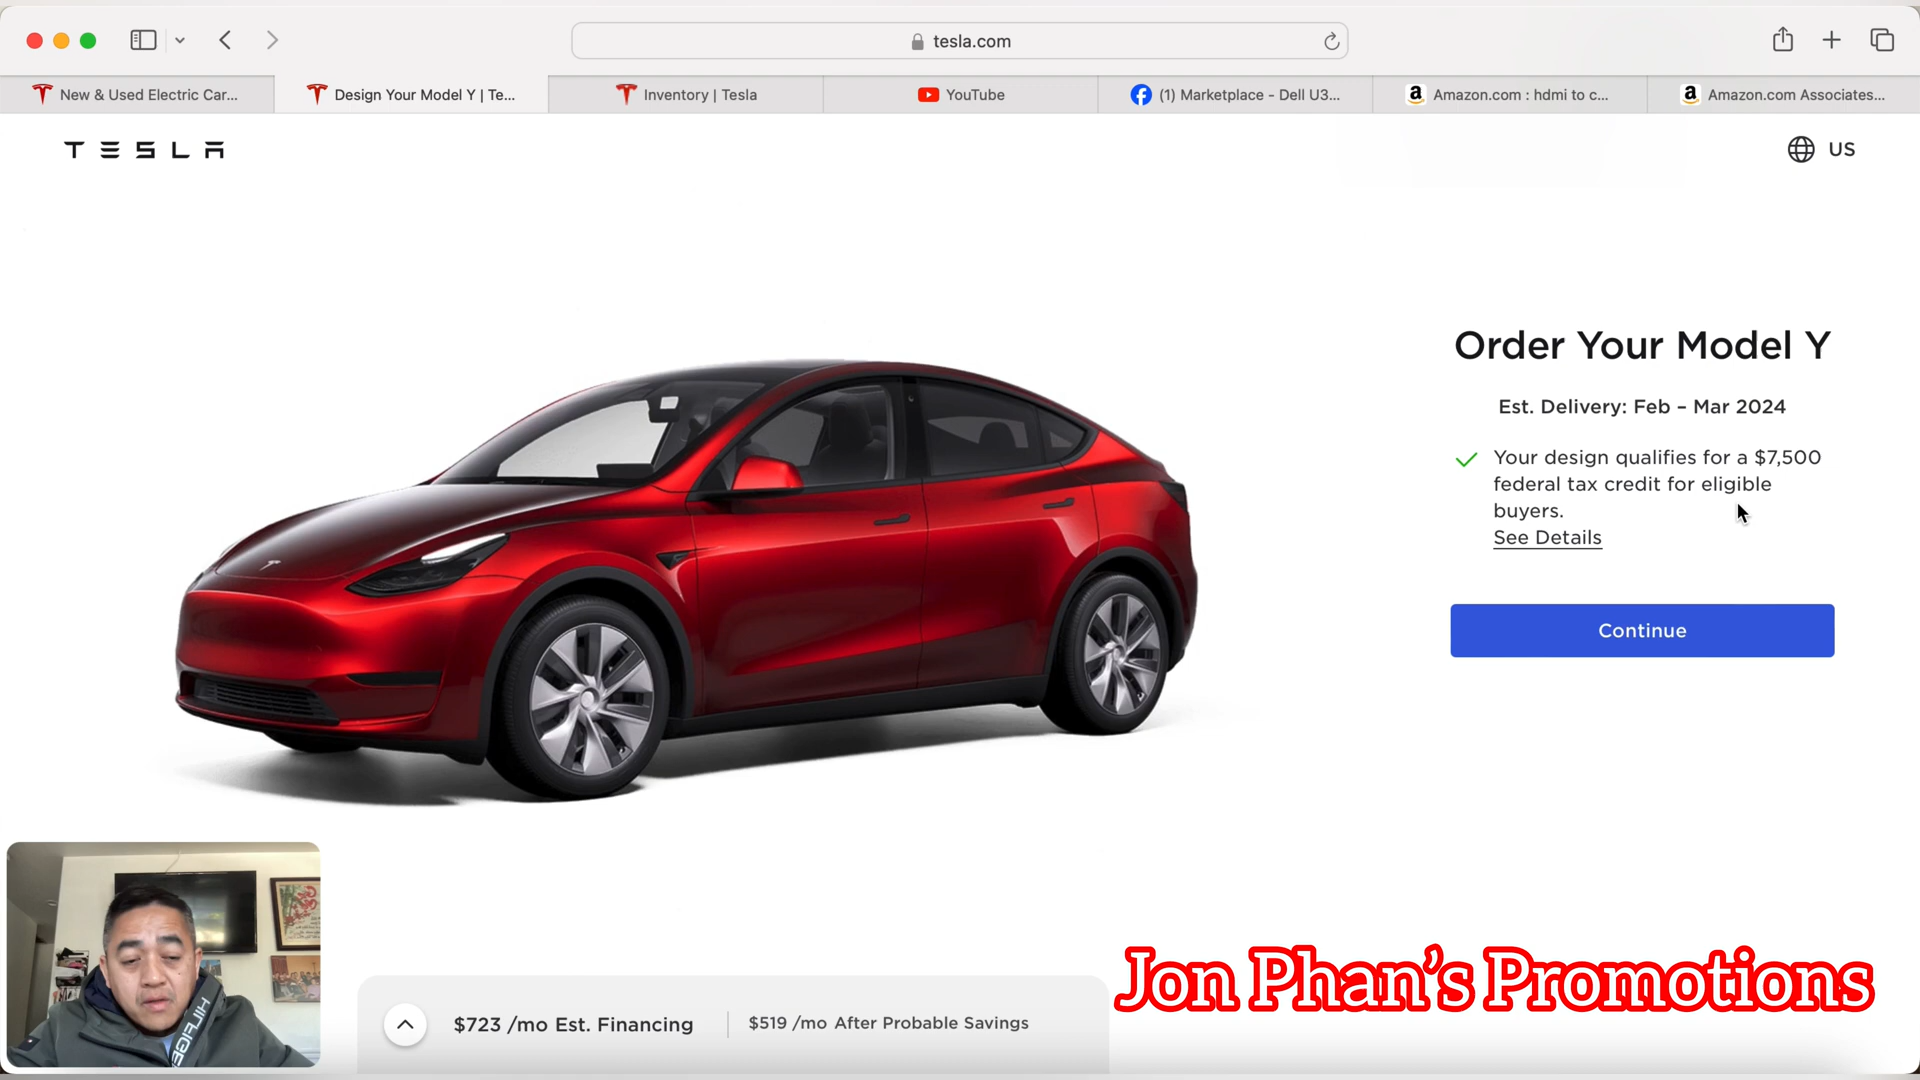 tesla.com
New & Used Electric Car...
Design Your Model Y | Te...
Inventory | Tesla
YouTube
(1) Marketplace - Dell U3...
Amazon.com : hdmi to c...
Amazon.com Associates...
TESLA
US
Order Your Model Y
Est. Delivery: Feb – Mar 2024
Your design qualifies for a $7,500
federal tax credit for eligible
buyers.
See Details
Continue
$723 /mo Est. Financing
$519 /mo After Probable Savings
Jon Phan's Promotions
HILFIGER